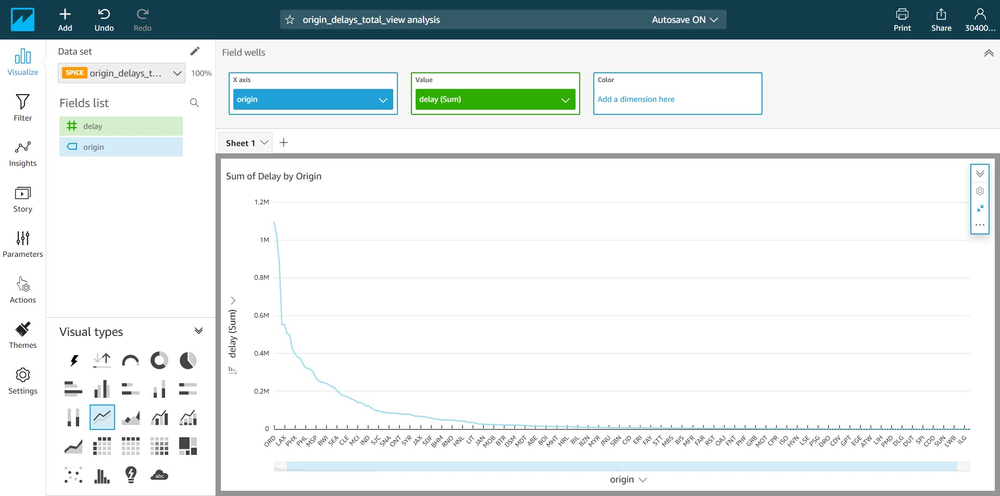 Add
Undo
Redo
origin_delays_total_view analysis
Autosave ON
Print
Share
30400...
Visualize
Filter
Insights
Story
Parameters
Actions
Themes
Settings
Data set
SPICE origin_delays_t...
100%
Fields list
delay
origin
Visual types
abc
Field wells
X axis
origin
Value
delay (Sum)
Color
Add a dimension here
Sheet 1
Sum of Delay by Origin
1.2M
1M
0.8M
0.6M
0.4M
0.2M
0
delay (Sum)
ORD LAX PHX PHL MSP BWI SEA CLE MCI IND SJC SNA ONT SYR JAX SDF BHM RNO HNL LIT JAN MOB BTR DSM MDT ABE BOI MHT HRL BIL BZN MYR JNU SBN CID ERI FAY STT MBS BIS MFR FAR RST OAJ FNT PHF GRB MOT CPR ISO HVN LSE PSG DRO CDV GPT EGE ATW LIH PMD DLG DUT SPI COD SUN LWB ILG
origin